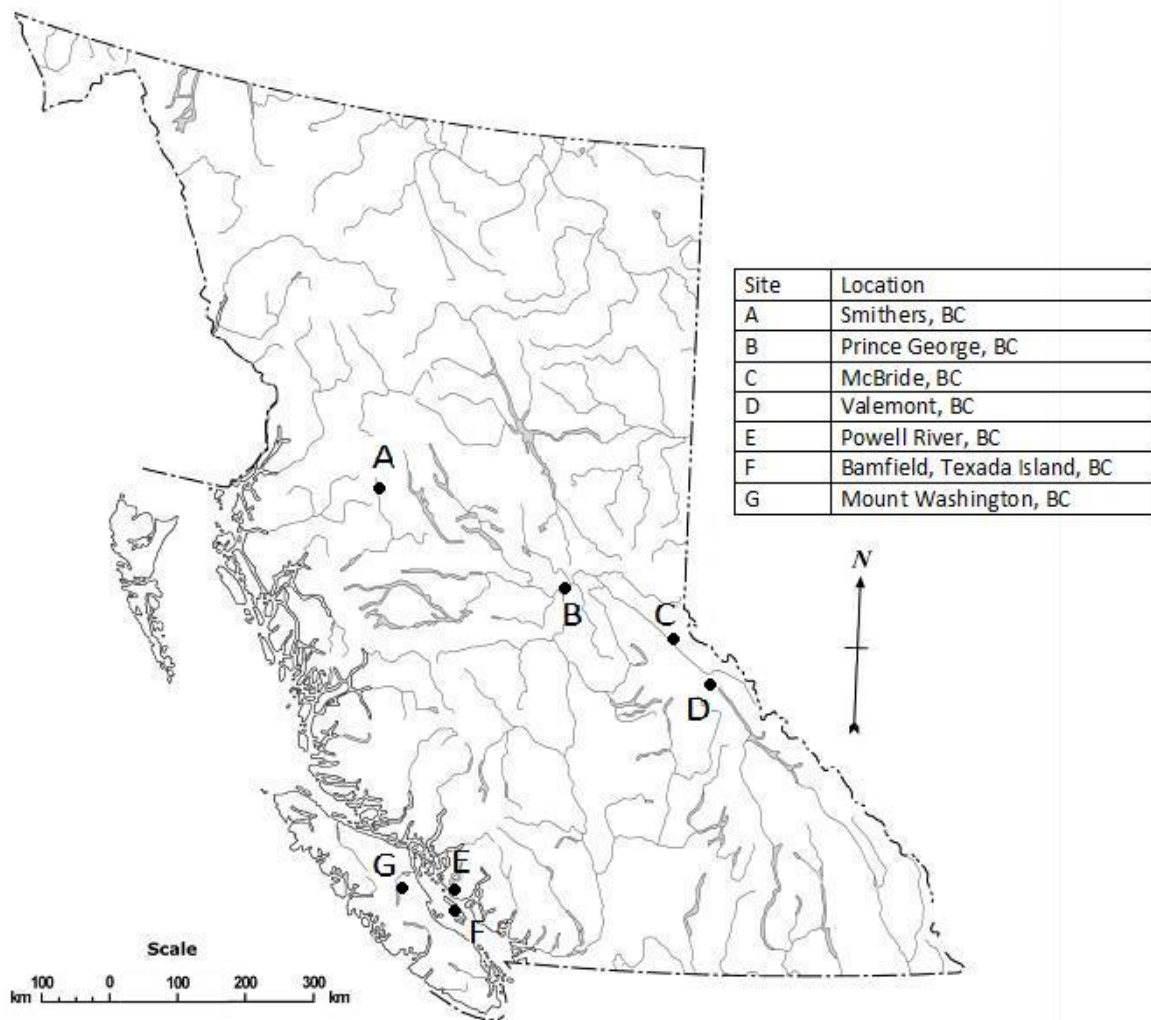 A
B
C
D
E
F
G
Site Location
A Smithers, BC
B Prince George, BC
C McBride, BC
D Valemont, BC
E Powell River, BC
F Bamfield, Texada Island, BC
G Mount Washington, BC
N
Scale
100 0 100 200 300
km km